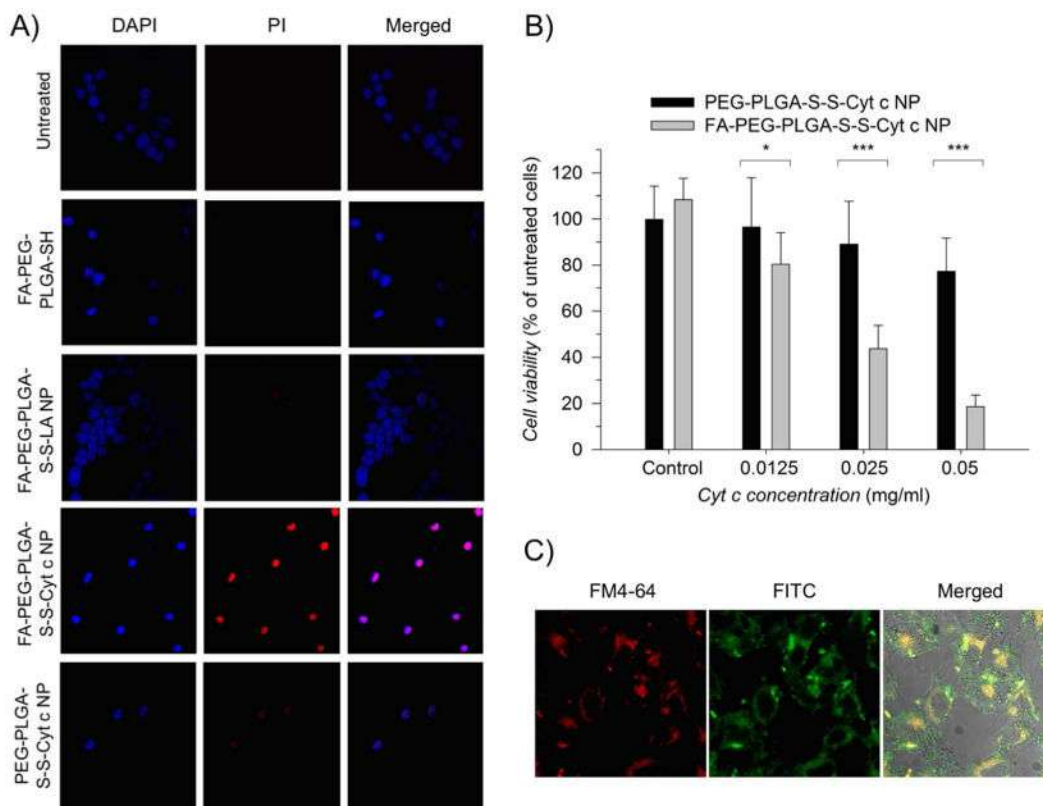 A)
DAPI PI Merged
Untreated
FA-PEG-
PLGA-SH
FA-PEG-PLGA-
S-S-LA NP
FA-PEG-PLGA-
S-S-Cyt c NP
PEG-PLGA-
S-S-Cyt c NP
B)
PEG-PLGA-S-S-Cyt c NP
FA-PEG-PLGA-S-S-Cyt c NP
* *** ***
120
100
80
60
40
20
0
Cell viability (% of untreated cells)
Control 0.0125 0.025 0.05
Cyt c concentration (mg/ml)
C)
FM4-64 FITC Merged